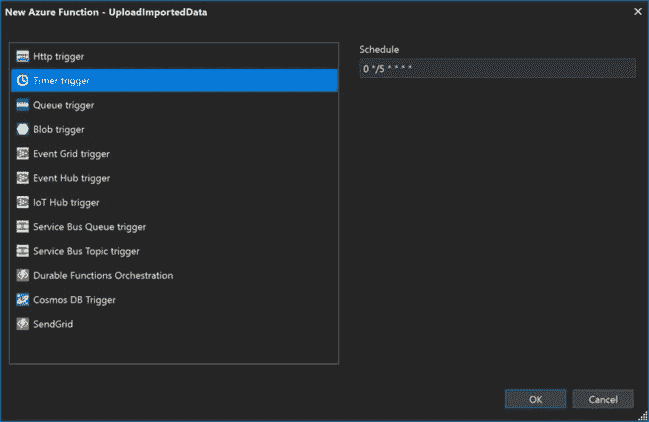 New Azure Function - UploadImportedData
Http trigger
Schedule
Timer trigger
0 */5 * * * *
Queue trigger
Blob trigger
Event Grid trigger
Event Hub trigger
IoT Hub trigger
Service Bus Queue trigger
Service Bus Topic trigger
Durable Functions Orchestration
Cosmos DB Trigger
SendGrid
OK
Cancel